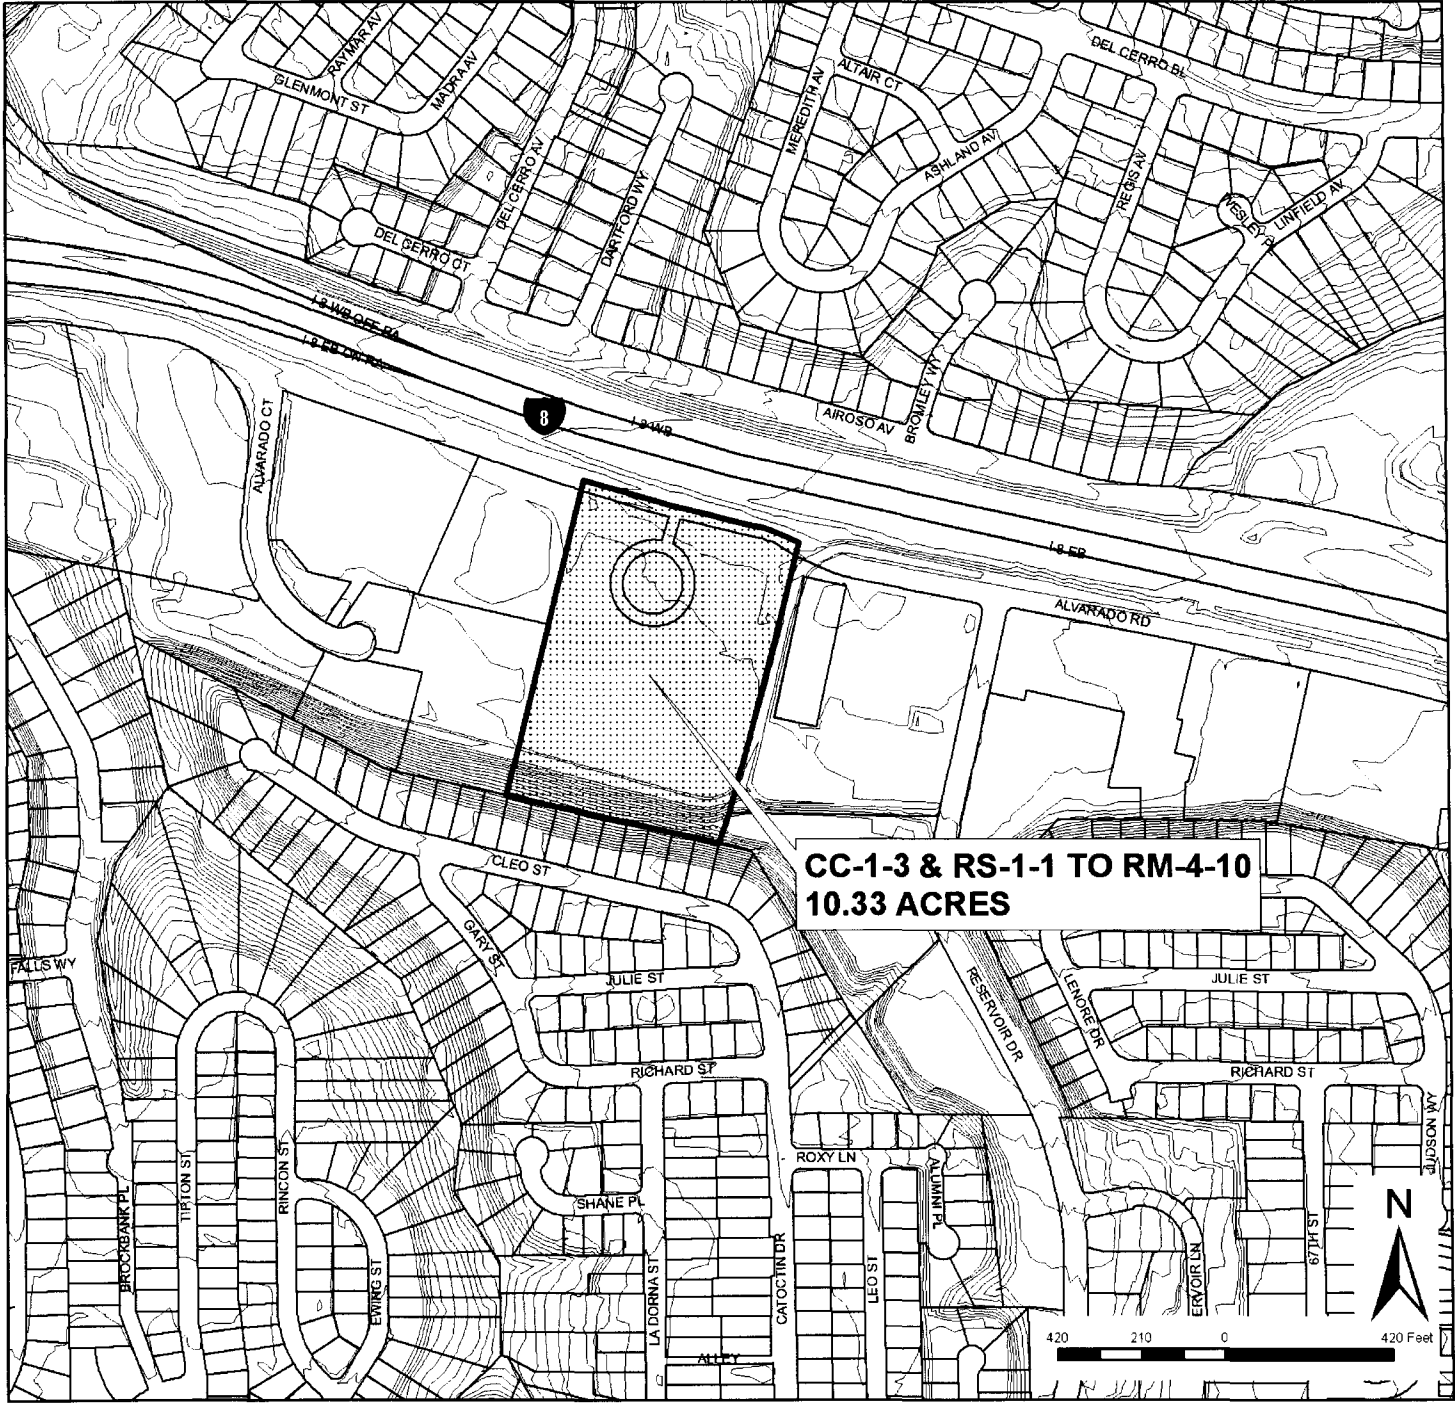 DEL CERRO BL
RAYMAR AV
GLENMONT ST
MADRA AV
ALTAIR CT
MEREDITH AV
ASHLAND AV
REGIS AV
LINFIELD AV
DEL CERRO AV
DARTFORD WY
DEL CERRO CT
I-8 WB OFF RA
I-8 EB ON RA
8
I-8 WB
AIROSO AV
BROMLEY WY
ALVARADO CT
I-8 EB
ALVARADO RD
CC-1-3 & RS-1-1 TO RM-4-10
10.33 ACRES
CLEO ST
GARY ST
FALLS WY
JULIE ST
RESERVOIR DR
LENORE DR
JULIE ST
RICHARD ST
RICHARD ST
JUDSON WY
ROXY LN
ALUMNI PL
TIPTON ST
RINCON ST
BROCKBANK PL
SHANE PL
EWING ST
LA DORNA ST
CATOCTIN DR
LEO ST
ERVOIR LN
67TH ST
N
ALLEY
420 210 0 420 Feet